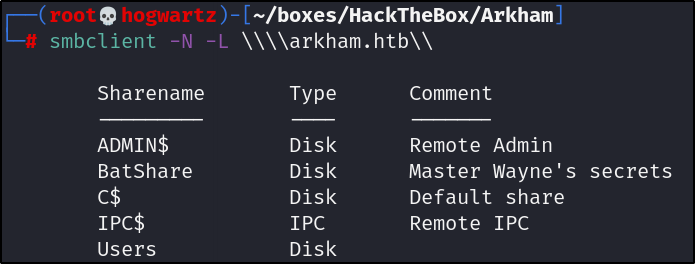 ┌──(root💀hogwartz)-[~/boxes/HackTheBox/Arkham]
└─# smbclient -N -L \\\\arkham.htb\\
Sharename Type Comment
--------- ---- -------
ADMIN$ Disk Remote Admin
BatShare Disk Master Wayne's secrets
C$ Disk Default share
IPC$ IPC Remote IPC
Users Disk